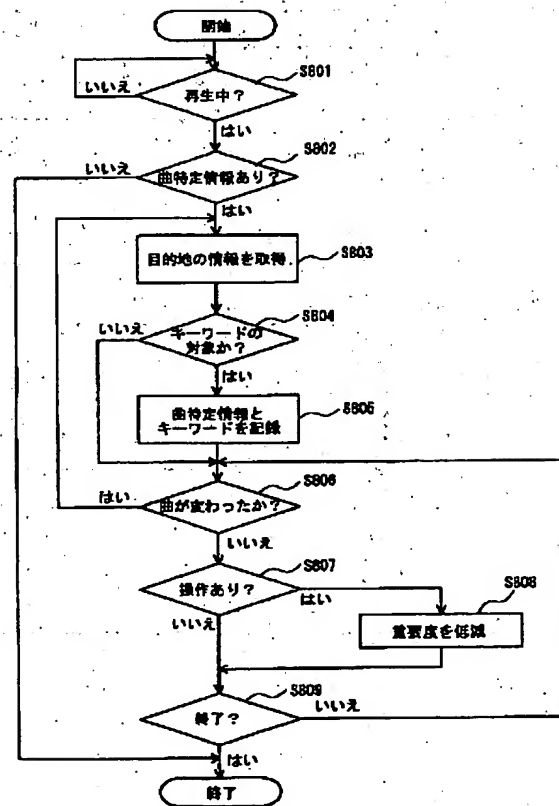 開始
S801
再生中?
いいえ
はい
S802
いいえ
曲特定情報あり?
はい
目的地の情報を取得
S803
S804
いいえ
キーワードの
対象か?
はい
曲特定情報と
キーワードを記録
S805
S806
はい
曲が変わったか?
いいえ
S807
操作あり?
はい
いいえ
S808
重要度を低減
S809
終了?
いいえ
はい
終了